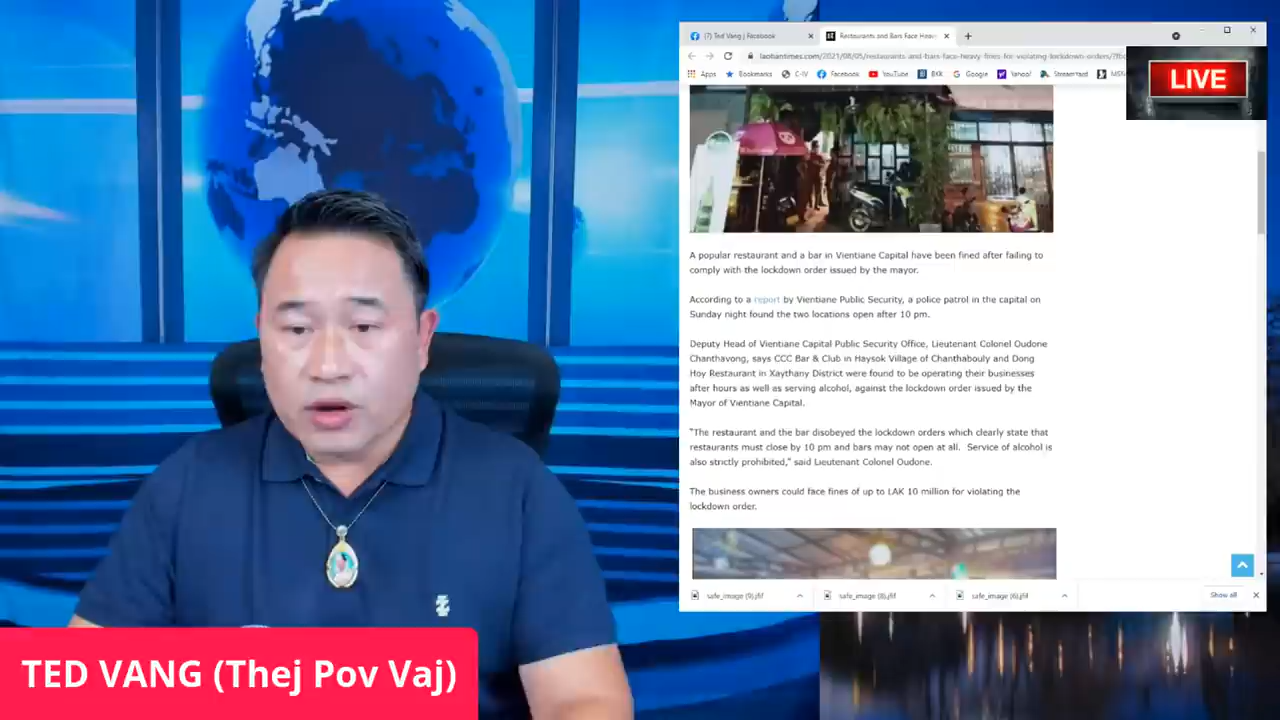 (7) Ted Vang | Facebook
Restaurants and Bars Face Heav
laotiantimes.com/2021/08/05/restaurants-and-bars-face-heavy-fines-for-violating-lockdown-orders/?fb
Apps Bookmarks C-IV Facebook YouTube BKK Google Yahoo! StreamYard MSN
LIVE
A popular restaurant and a bar in Vientiane Capital have been fined after failing to
comply with the lockdown order issued by the mayor.
According to a report by Vientiane Public Security, a police patrol in the capital on
Sunday night found the two locations open after 10 pm.
Deputy Head of Vientiane Capital Public Security Office, Lieutenant Colonel Oudone
Chanthavong, says CCC Bar & Club in Haysok Village of Chanthabouly and Dong
Hoy Restaurant in Xaythany District were found to be operating their businesses
after hours as well as serving alcohol, against the lockdown order issued by the
Mayor of Vientiane Capital.
"The restaurant and the bar disobeyed the lockdown orders which clearly state that
restaurants must close by 10 pm and bars may not open at all. Service of alcohol is
also strictly prohibited," said Lieutenant Colonel Oudone.
The business owners could face fines of up to LAK 10 million for violating the
lockdown order.
safe_image (9).jfif
safe_image (8).jfif
safe_image (6).jfif
Show all
TED VANG (Thej Pov Vaj)